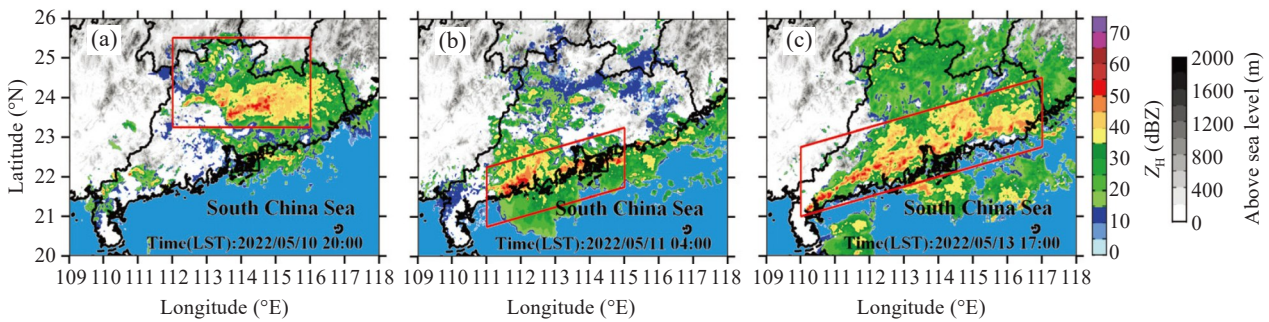 (a)
(b)
(c)
Latitude (°N)
26
25
24
23
22
21
20
South China Sea
Time(LST):2022/05/10 20:00
South China Sea
Time(LST):2022/05/11 04:00
South China Sea
Time(LST):2022/05/13 17:00
109 110 111 112 113 114 115 116 117 118
109 110 111 112 113 114 115 116 117 118
109 110 111 112 113 114 115 116 117 118
Longitude (°E)
Longitude (°E)
Longitude (°E)
70
60
50
40
30
20
10
0
Z_H (dBZ)
2000
1600
1200
800
400
0
Above sea level (m)